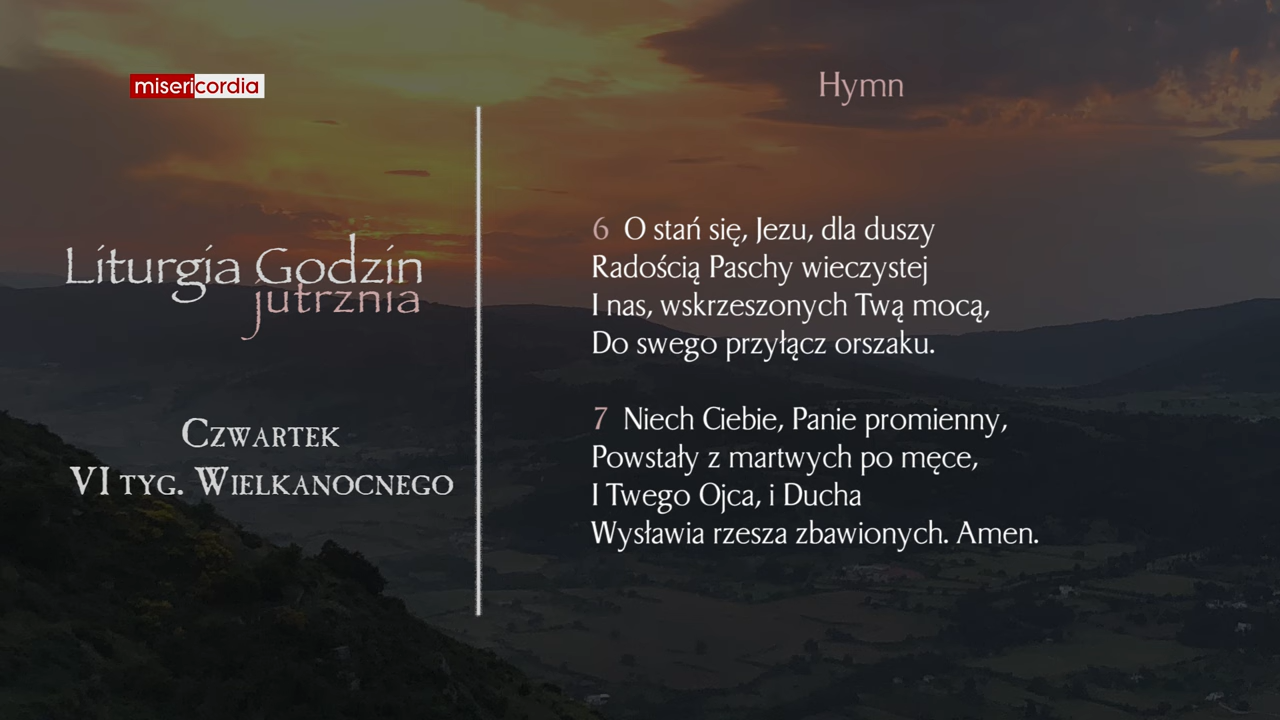 misericordia
Liturgia Godzin
jutrznia
Czwartek
VI tyg. Wielkanocnego
Hymn
6 O stań się, Jezu, dla duszy
Radością Paschy wieczystej
I nas, wskrzeszonych Twą mocą,
Do swego przyłącz orszaku.
7 Niech Ciebie, Panie promienny,
Powstały z martwych po męce,
I Twego Ojca, i Ducha
Wysławia rzesza zbawionych. Amen.